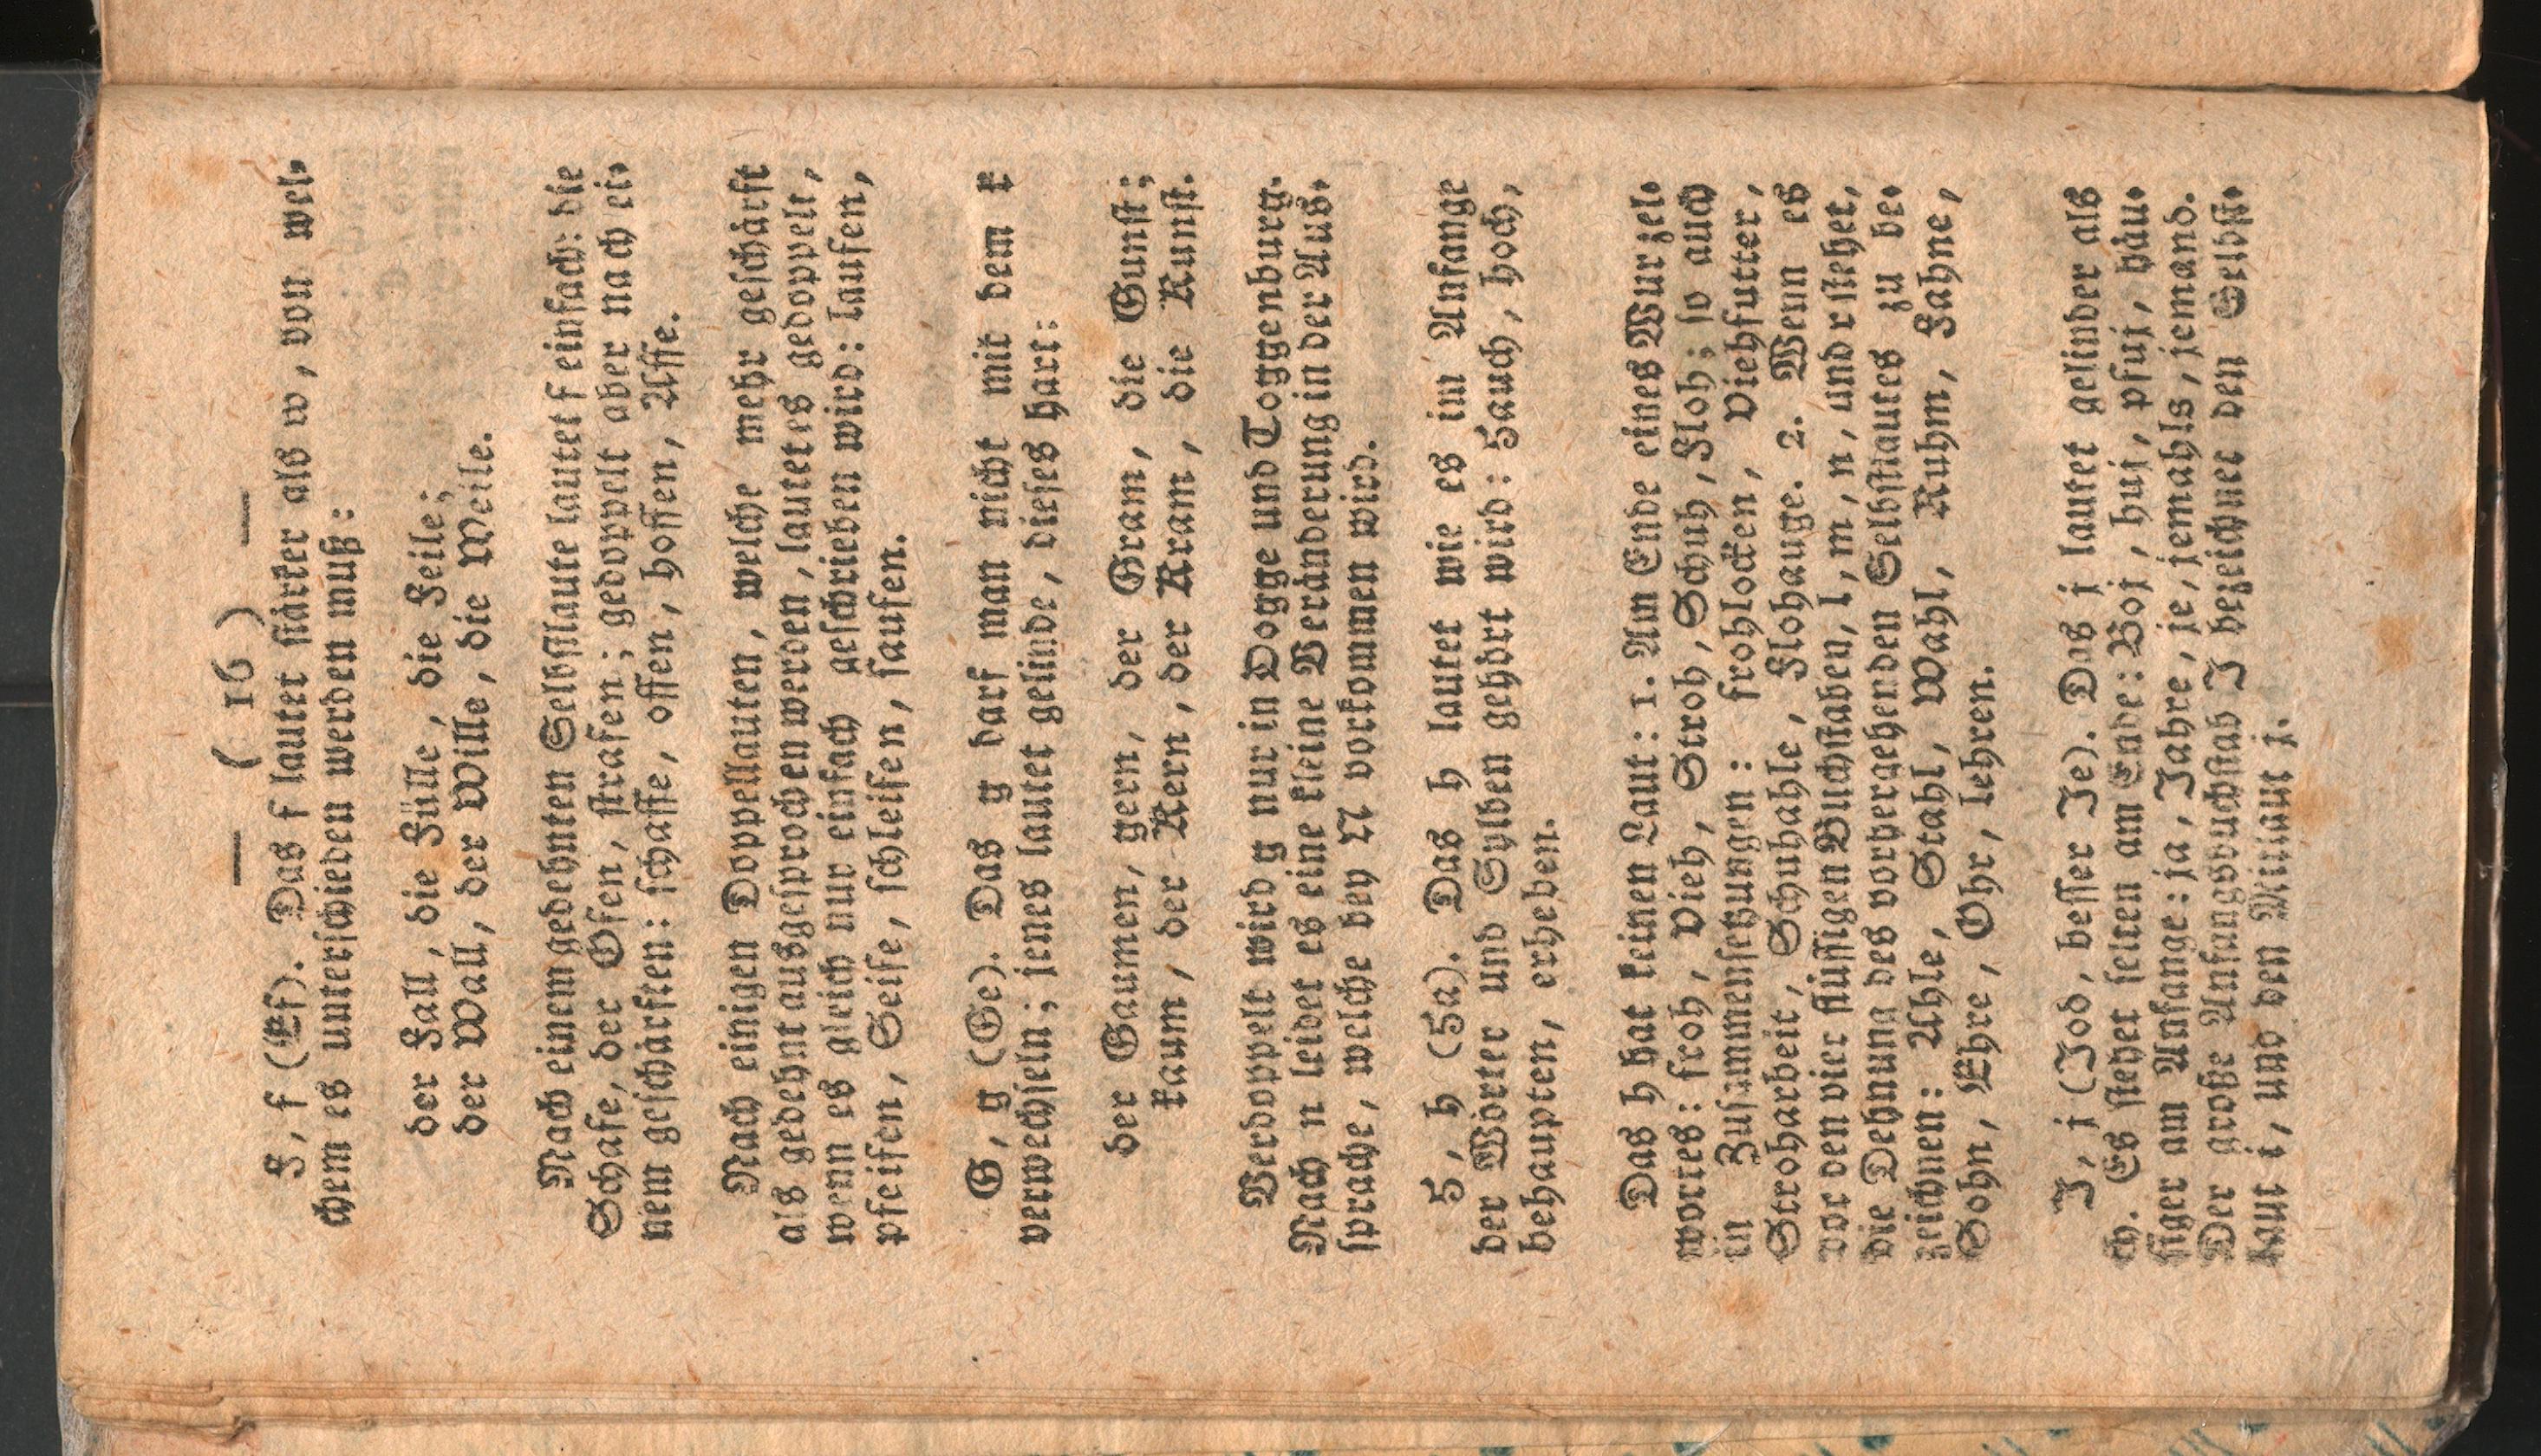 — ( 16 ) —
F, f (Ef). Das f lautet stärker als w, von wel-
chem es unterschieden werden muß:
der Fall, die Fülle, die Feile;
der Wall, der Wille, die Weile.
Nach einem gedehnten Selbstlaute lautet f einfach: die
Schafe, der Ofen, strafen; gedoppelt aber nach ei-
nem geschärften: schaffe, offen, hoffen, Affe.
Nach einigen Doppellauten, welche mehr geschärft
als gedehnt ausgesprochen werden, lautet es gedoppelt,
wenn es gleich nur einfach geschrieben wird: laufen,
pfeifen, Seife, schleifen, saufen.
G, g (Ge). Das g darf man nicht mit dem k
verwechseln; jenes lautet gelinde, dieses hart:
der Gaumen, gern, der Gram, die Gunst;
kaum, der Kern, der Kram, die Kunst.
Verdoppelt wird g nur in Dogge und Toggenburg.
Nach n leidet es eine kleine Veränderung in der Aus-
sprache, welche bey N vorkommen wird.
H, h (Ha). Das h lautet wie es im Anfange
der Wörter und Sylben gehört wird: Hauch, hoch,
behaupten, erheben.
Das h hat keinen Laut: 1. Am Ende eines Wurzel-
wortes: froh, Vieh, Stroh, Schuh, Floh; so auch
in Zusammensetzungen: frohlocken, Viehfutter,
Stroharbeit, Schuhahle, Flohauge. 2. Wenn es
vor den vier flüssigen Buchstaben, l, m, n, und r stehet,
die Dehnung des vorhergehenden Selbstlautes zu be-
zeichnen: Ahle, Stahl, Wahl, Ruhm, Fahne,
Sohn, Ehre, Ohr, lehren.
J, j (Jod, besser Je). Das j lautet gelinder als
ch. Es stehet selten am Ende: Boj, huj, pfuj, häu-
figer am Anfange: ja, Jahre, je, jemahls, jemand.
Der große Anfangsbuchstab J bezeichnet den Selbst-
laut i, und den Mitlaut j.